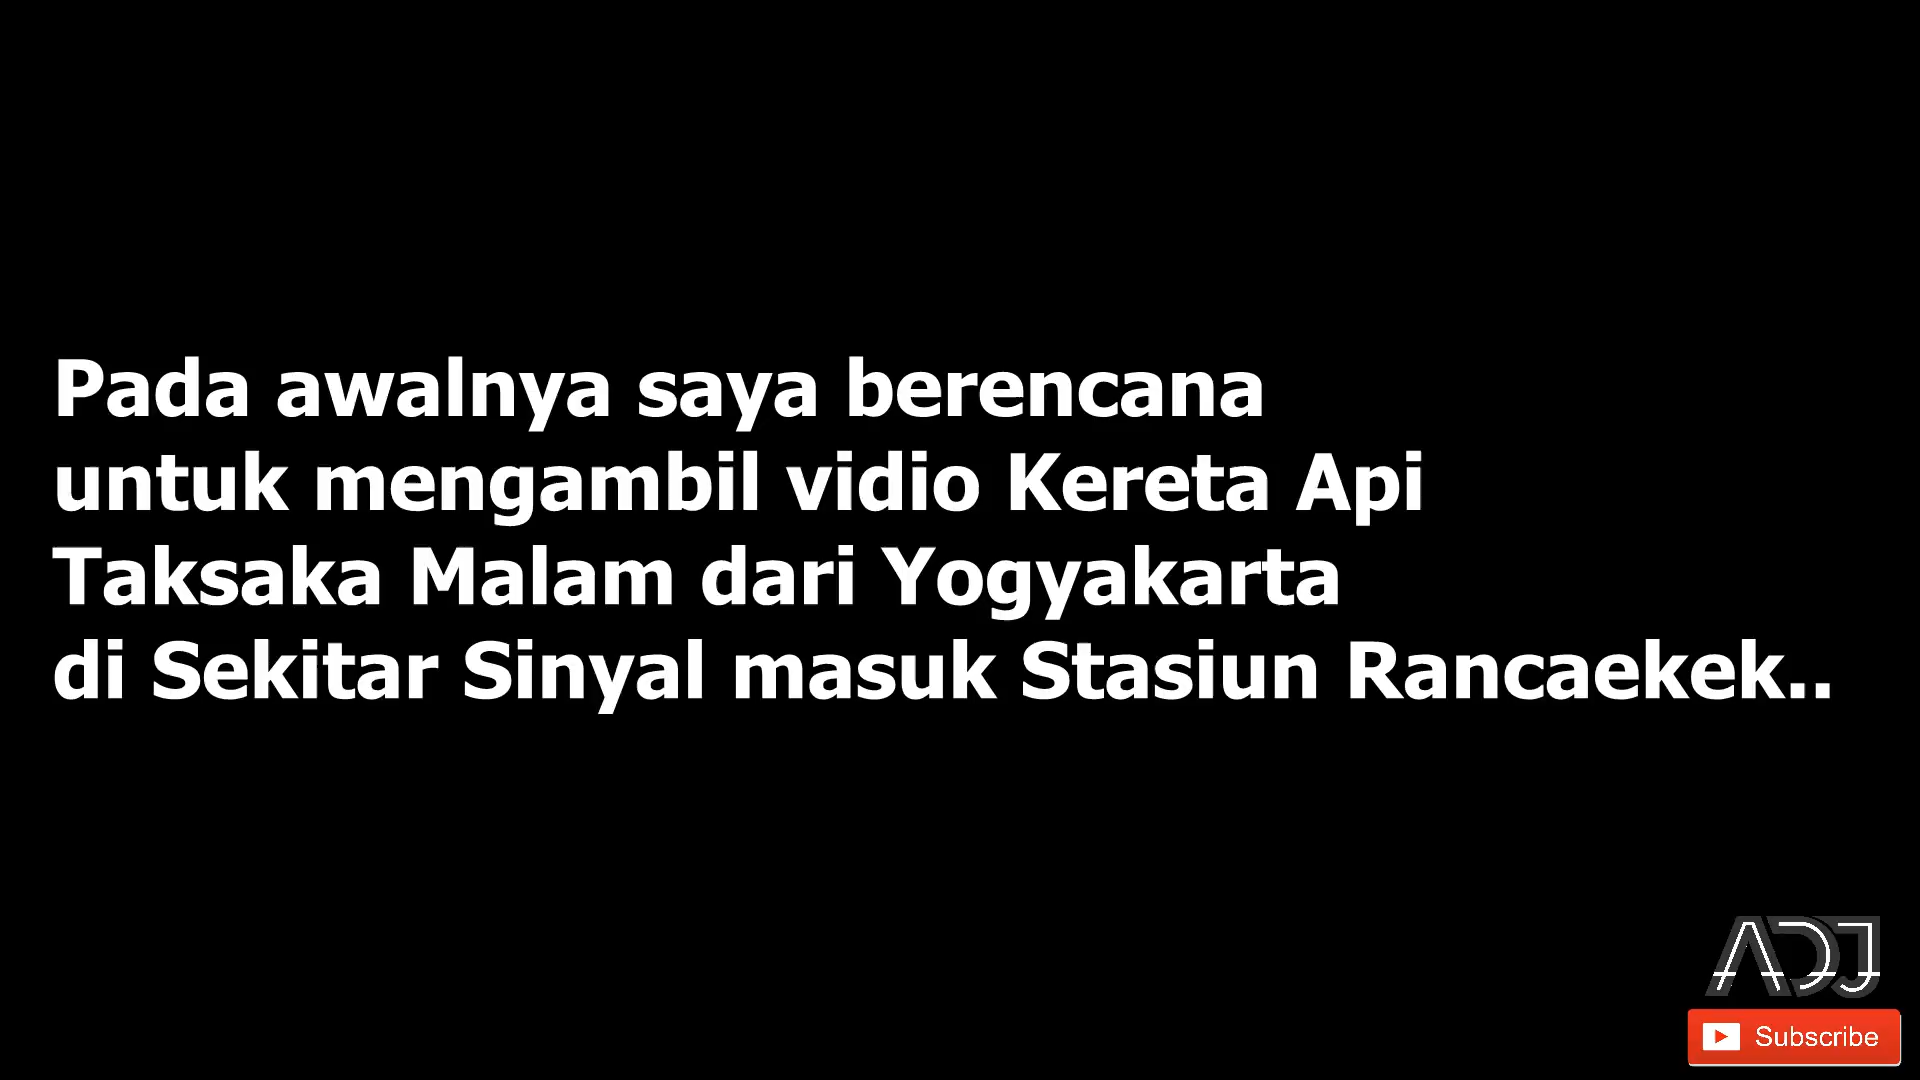 Pada awalnya saya berencana
untuk mengambil vidio Kereta Api
Taksaka Malam dari Yogyakarta
di Sekitar Sinyal masuk Stasiun Rancaekek..
ADJ
Subscribe